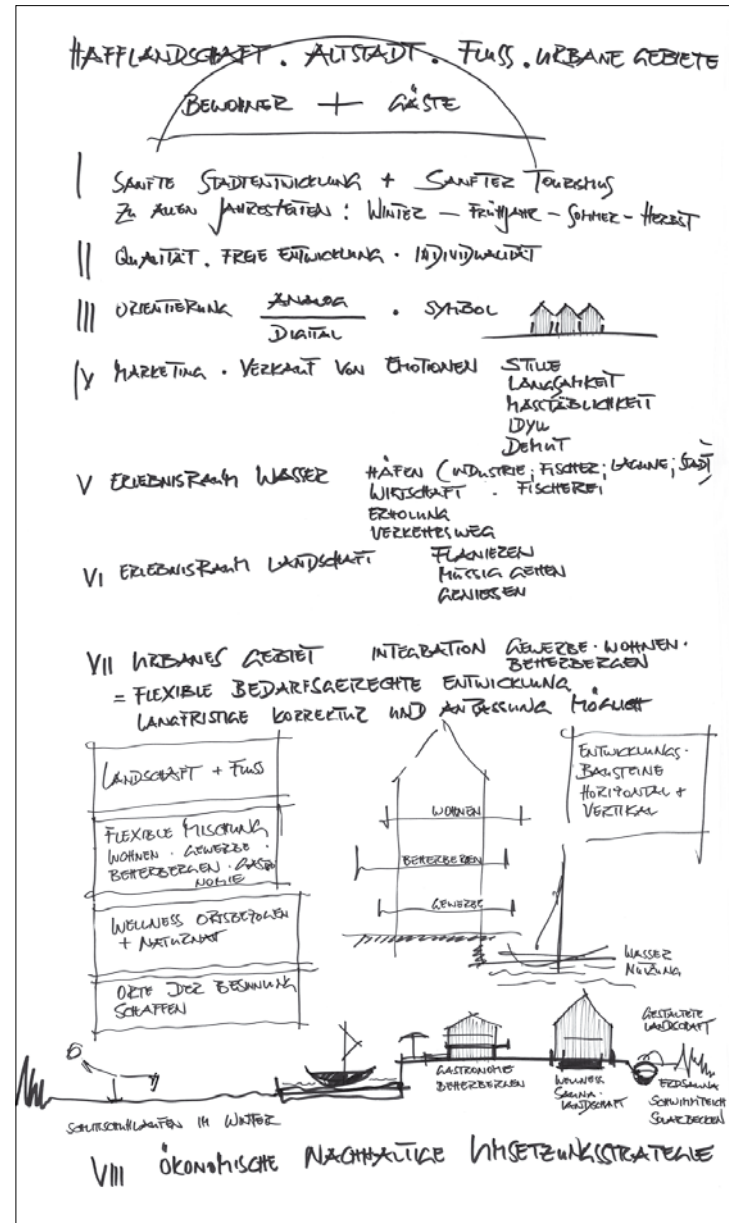 HAFFLANDSCHAFT . ALTSTADT . FLUSS . URBANE GEBIETE
BEWOHNER + GÄSTE
I SANFTE STADTENTWICKLUNG + SANFTER TOURISMUS
ZU ALLEN JAHRESZEITEN : WINTER – FRÜHJAHR – SOMMER – HERBST
II QUALITÄT . FREIE ENTWICKLUNG · INDIVIDUALITÄT
III ORIENTIERUNG ANALOG · SYMBOL
DIGITAL
IV MARKETING · VERKAUF VON EMOTIONEN STILLE
LANGSAMKEIT
MASSTÄBLICHKEIT
IDYLL
DEMUT
V ERLEBNISRAUM WASSER HÄFEN (INDUSTRIE; FISCHER; LAGUNE; STADT)
WIRTSCHAFT · FISCHEREI
ERHOLUNG
VERKEHRSWEG
VI ERLEBNISRAUM LANDSCHAFT FLANIEREN
MÜSSIG GEHEN
GENIESSEN
VII URBANES GEBIET INTEGRATION GEWERBE · WOHNEN ·
BEHERBERGEN
= FLEXIBLE BEDARFSGERECHTE ENTWICKLUNG
LANGFRISTIGE KORREKTUR UND ANPASSUNG MÖGLICH
LANDSCHAFT + FLUSS
FLEXIBLE MISCHUNG
WOHNEN · GEWERBE ·
BEHERBERGEN · GASTRO
NOMIE
WELLNESS ORTSBEZOGEN
+ NATURNAH
ORTE DER BESINNUNG
SCHAFFEN
WOHNEN
BEHERBERGEN
GEWERBE
ENTWICKLUNGS-
BAUSTEINE
HORIZONTAL +
VERTIKAL
WASSER
NUTZUNG
GESTALTETE
LANDSCHAFT
GASTRONOMIE
BEHERBERGEN
WELLNESS
SAUNA-
LANDSCHAFT
ERDSAUNA
SCHWIMMTEICH
SOLARBECKEN
SCHLITTSCHUHLAUFEN IM WINTER
VIII ÖKONOMISCHE NACHHALTIGE UMSETZUNGSSTRATEGIE